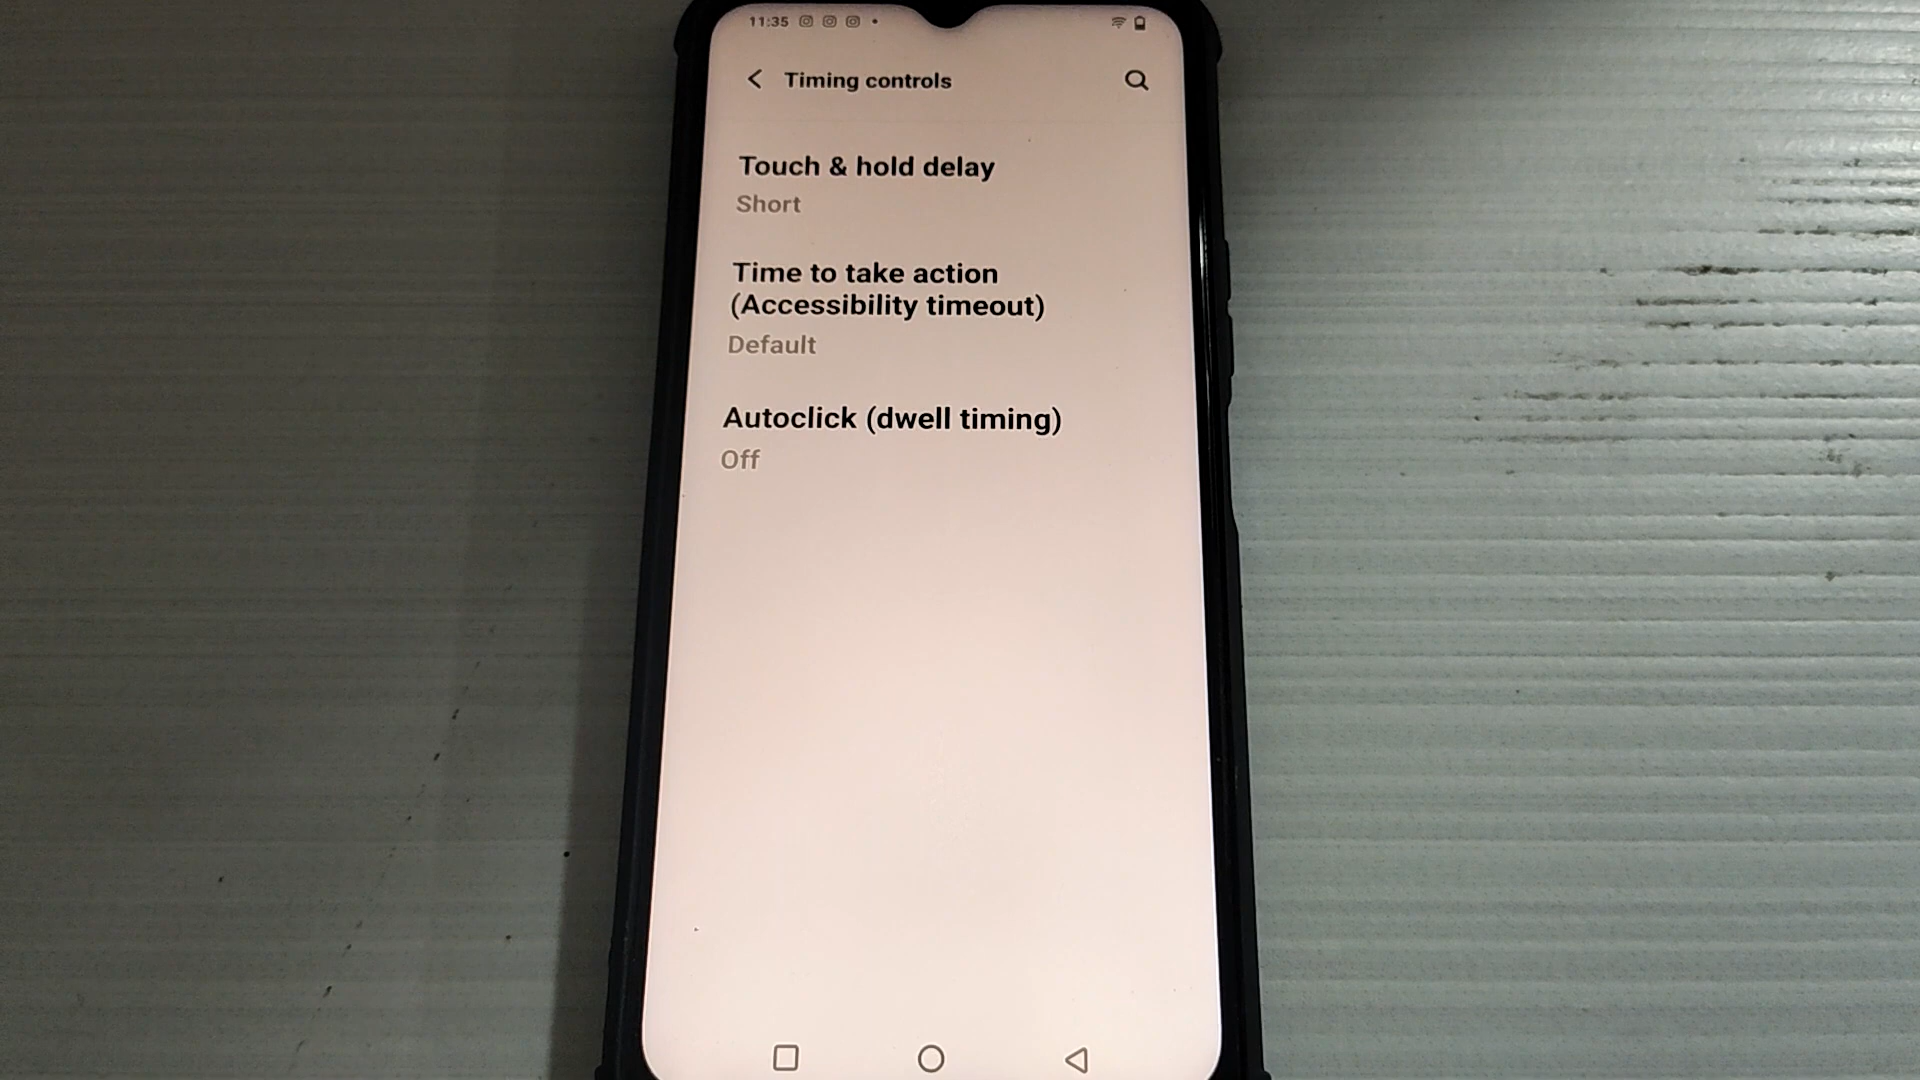 11:35
Timing controls
Touch & hold delay
Short
Time to take action
(Accessibility timeout)
Default
Autoclick (dwell timing)
Off